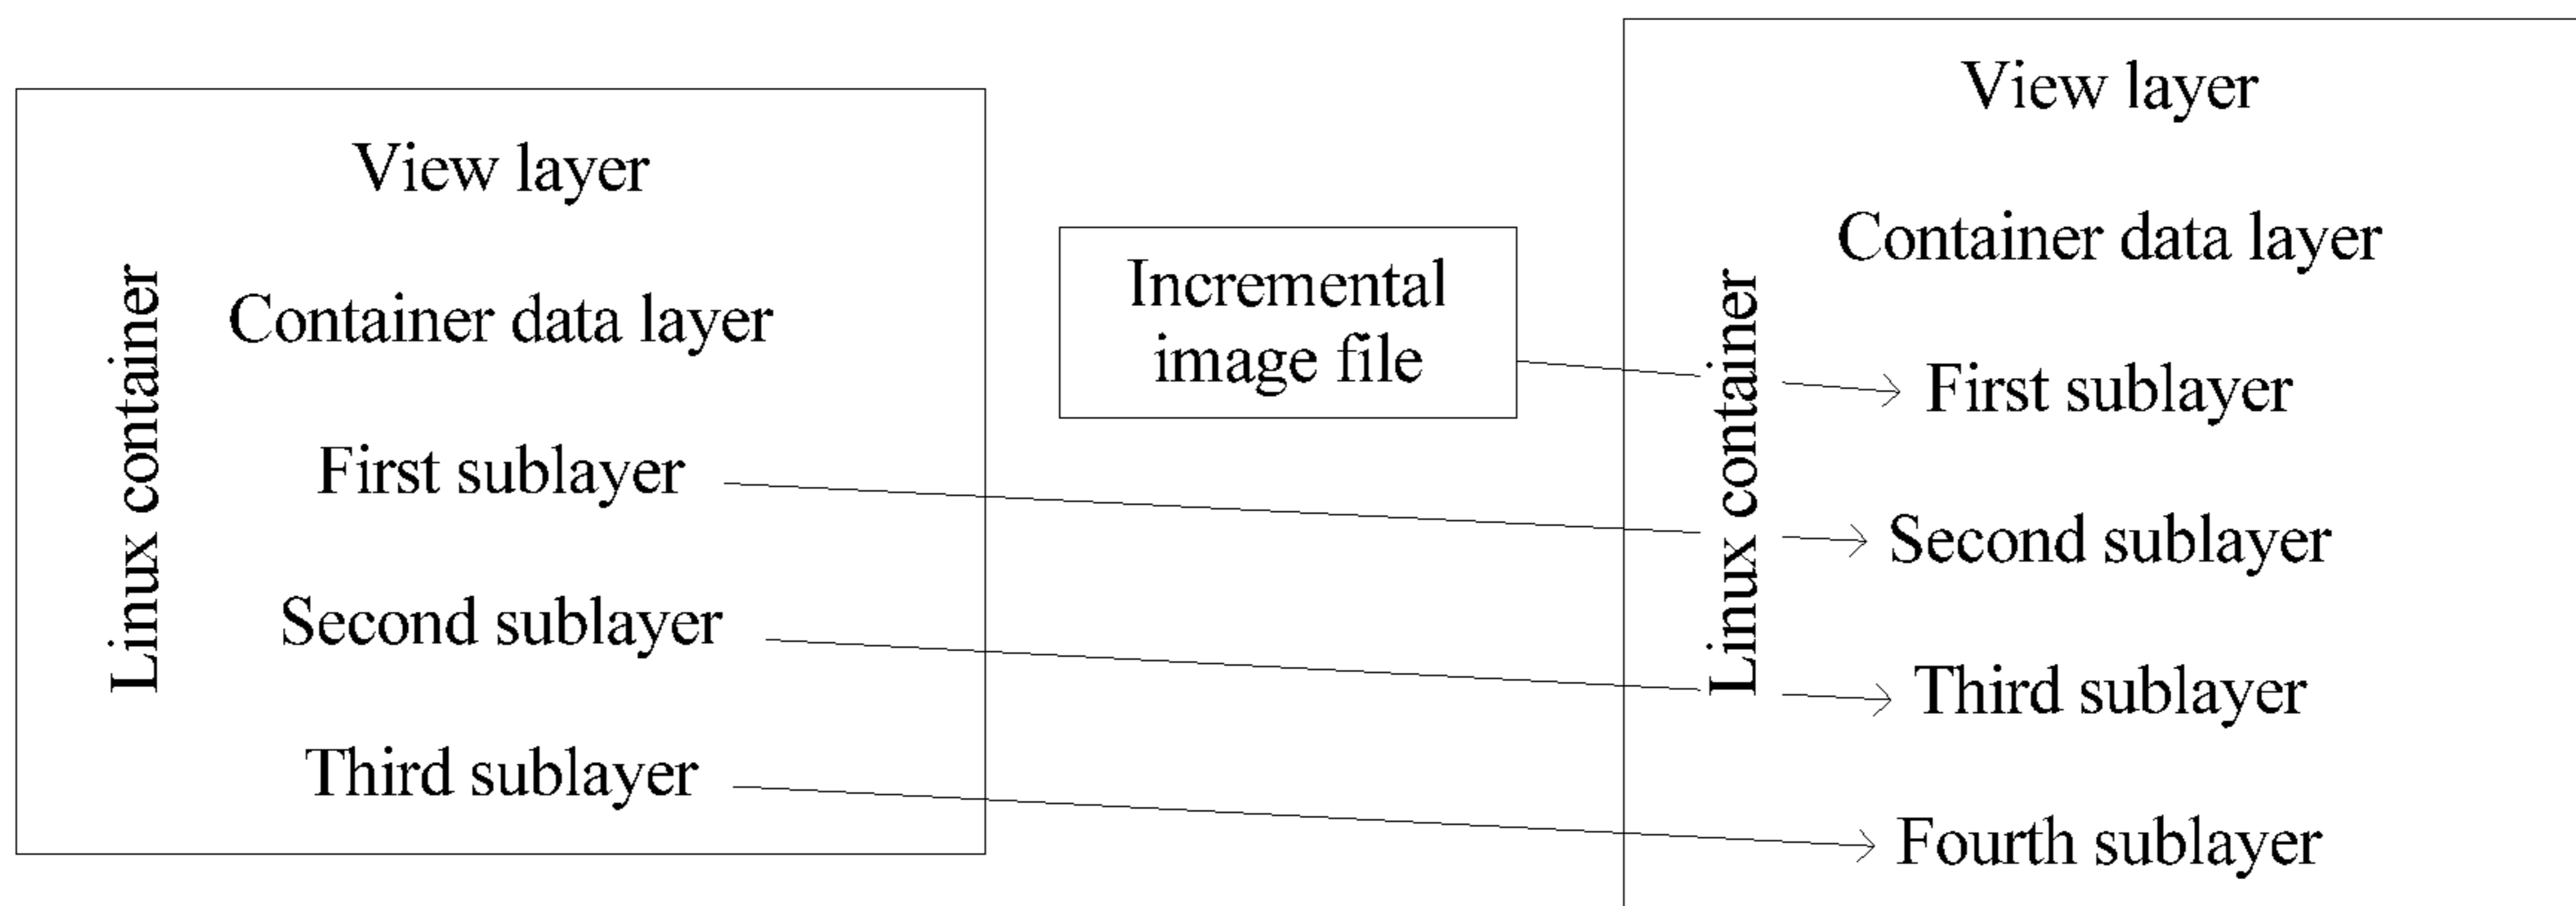 Linux container
View layer
Container data layer
First sublayer
Second sublayer
Third sublayer
Incremental
image file
Linux container
View layer
Container data layer
First sublayer
Second sublayer
Third sublayer
Fourth sublayer